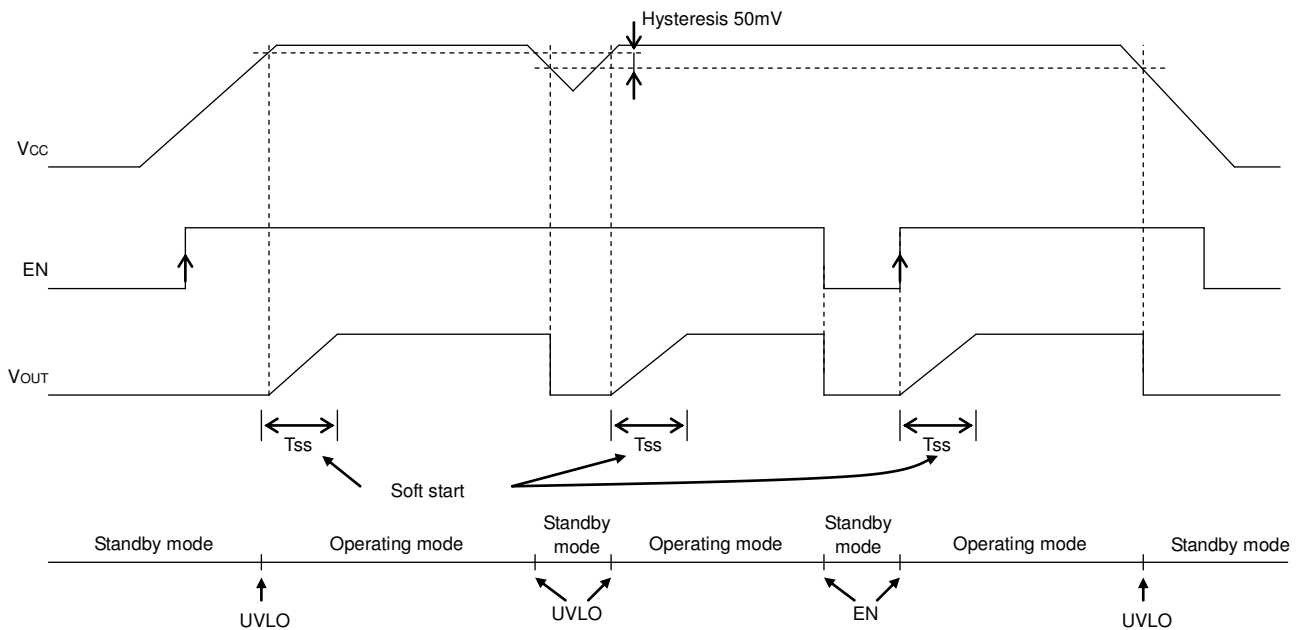 Hysteresis 50mV
VCC
EN
VOUT
Tss
Tss
Tss
Soft start
Standby mode
Operating mode
Standby
mode
Operating mode
Standby
mode
Operating mode
Standby mode
UVLO
UVLO
EN
UVLO